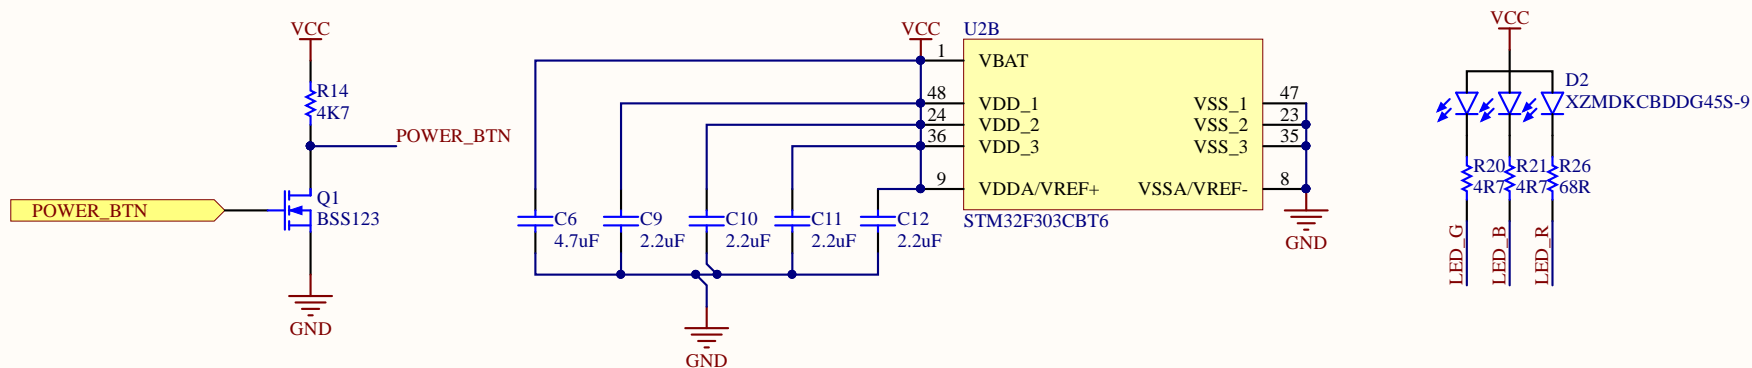 VCC
R14
4K7
POWER_BTN
POWER_BTN
Q1
BSS123
GND
VCC
U2B
1
VBAT
48
VDD_1
24
VDD_2
36
VDD_3
9
VDDA/VREF+
VSS_1
47
VSS_2
23
VSS_3
35
VSSA/VREF-
8
STM32F303CBT6
GND
C6
4.7uF
C9
2.2uF
C10
2.2uF
C11
2.2uF
C12
2.2uF
GND
VCC
D2
XZMDKCBDDG45S-9
R20
4R7
R21
4R7
R26
68R
LED_G
LED_B
LED_R